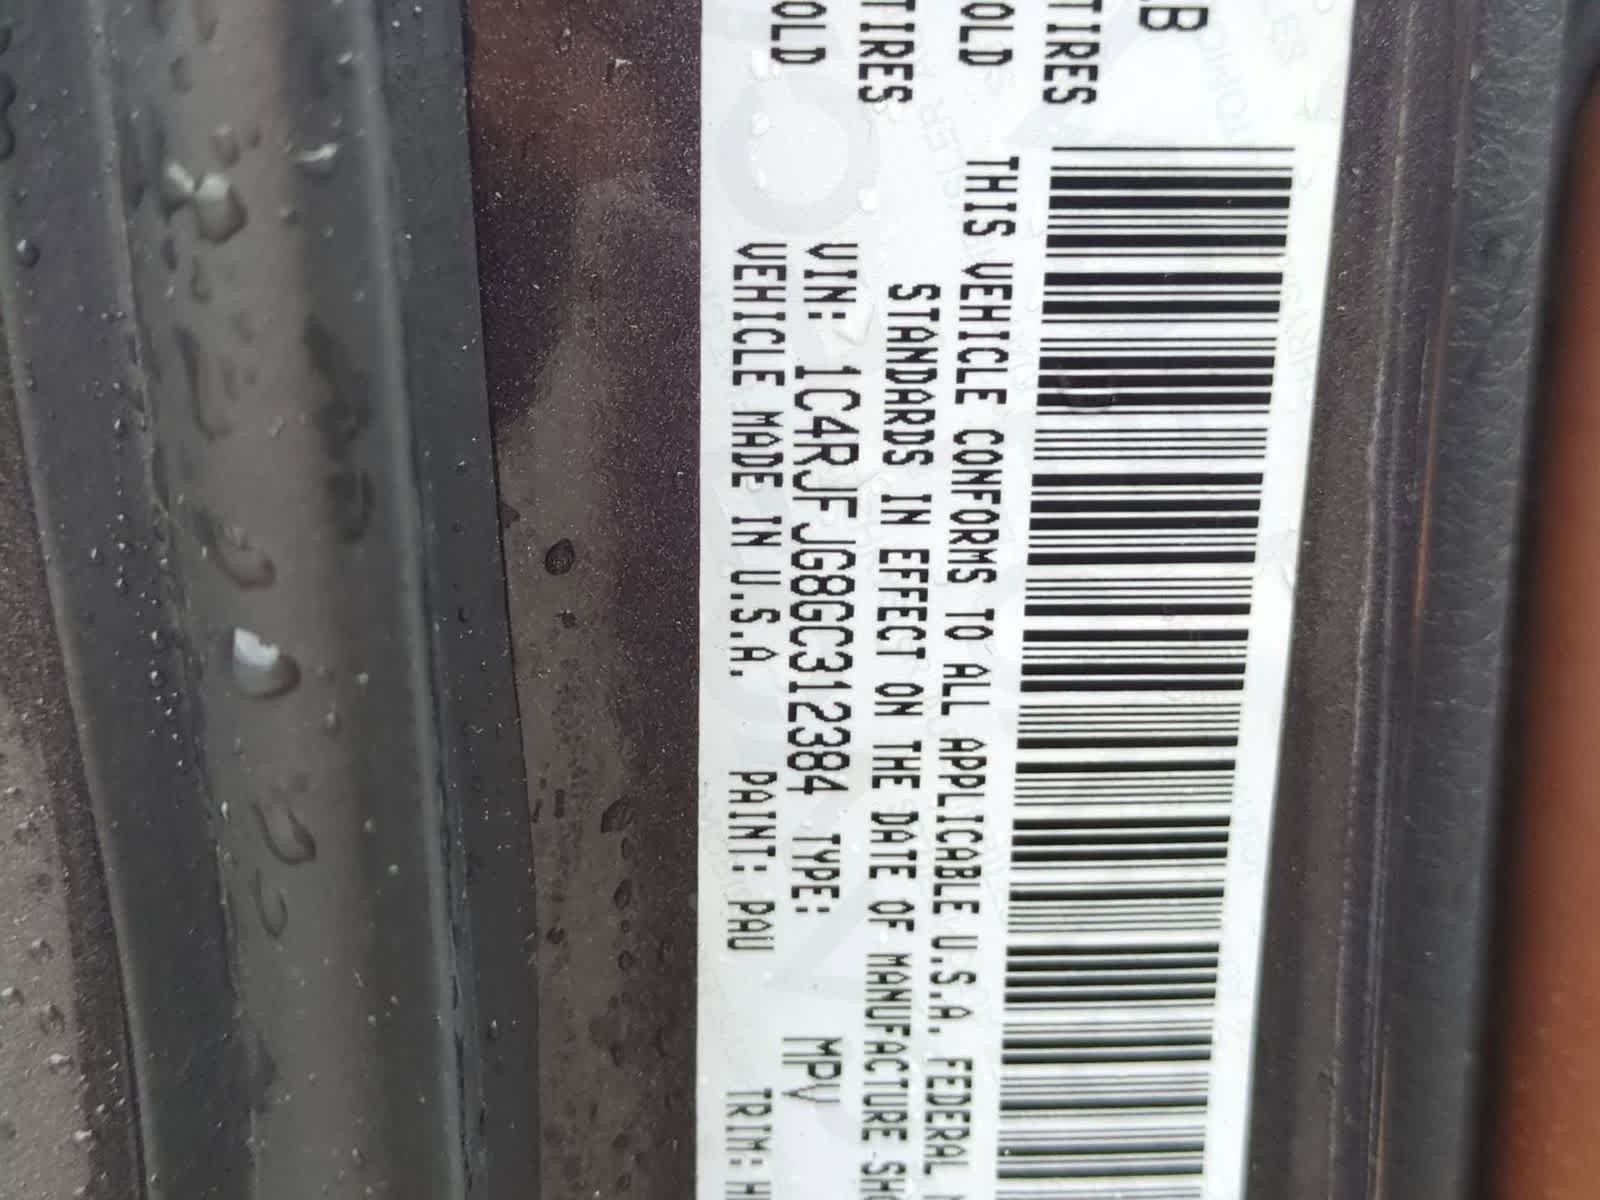 OLD TIRES
OLD TIRES
THIS VEHICLE CONFORMS TO ALL APPLICABLE U.S.A. FEDERAL
STANDARDS IN EFFECT ON THE DATE OF MANUFACTURE
VIN: 1C4RJFJG8GC312384 TYPE: MPV
VEHICLE MADE IN U.S.A. PAINT: PAU TRIM: